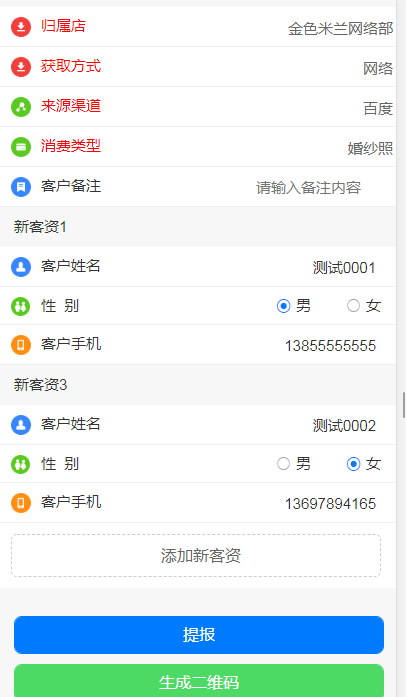 归属店 金色米兰网络部
获取方式 网络
来源渠道 百度
消费类型 婚纱照
客户备注 请输入备注内容
新客资1
客户姓名 测试0001
性 别 男 女
客户手机 13855555555
新客资3
客户姓名 测试0002
性 别 男 女
客户手机 13697894165
添加新客资
提报
生成二维码